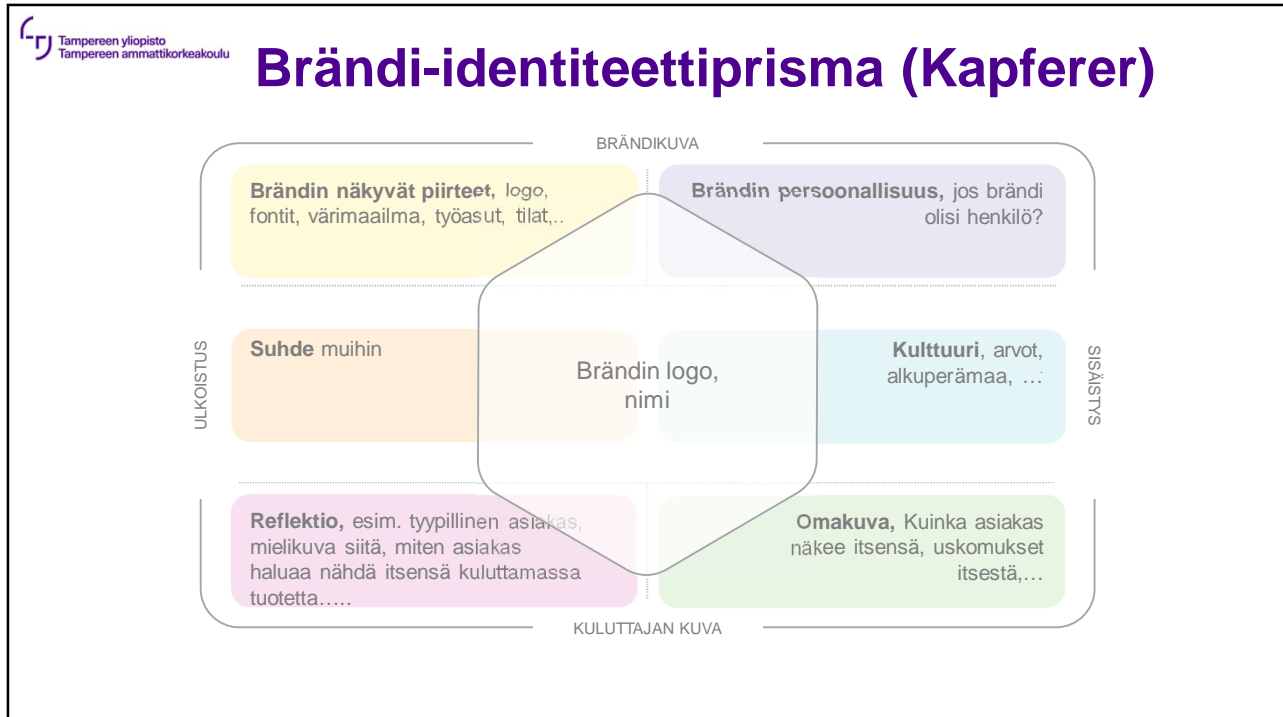 Tampereen yliopisto
Tampereen ammattikorkeakoulu
Brändi-identiteettiprisma (Kapferer)
BRÄNDIKUVA
Brändin näkyvät piirteet, logo,
fontit, värimaailma, työasut, tilat,..
Brändin persoonallisuus, jos brändi
olisi henkilö?
ULKOISTUS
Suhde muihin
Brändin logo,
nimi
Kulttuuri, arvot,
alkuperämaa, …
SISÄISTYS
Reflektio, esim. tyypillinen asiakas,
mielikuva siitä, miten asiakas
haluaa nähdä itsensä kuluttamassa
tuotetta…..
Omakuva, Kuinka asiakas
näkee itsensä, uskomukset
itsestä,…
KULUTTAJAN KUVA